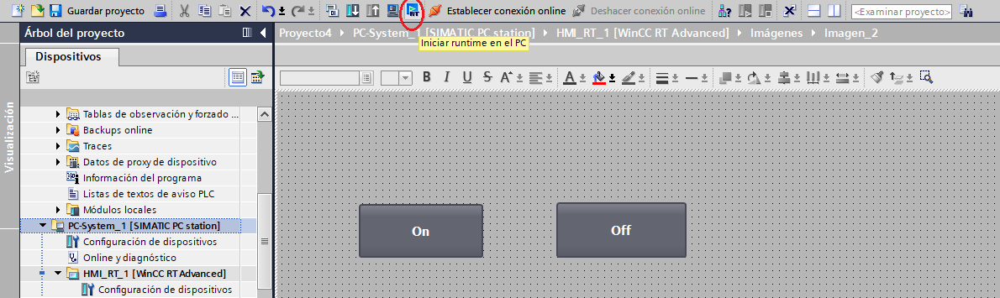 Guardar proyecto
RT
Establecer conexión online
Deshacer conexión online
<Examinar proyecto>
Árbol del proyecto
Proyecto4 PC-System_1 [SIMATIC PC station] HMI_RT_1 [WinCC RT Advanced] Imágenes Imagen_2
Iniciar runtime en el PC
Dispositivos
B I U S A A
Visualización
Tablas de observación y forzado ...
Backups online
Traces
Datos de proxy de dispositivo
Información del programa
Listas de textos de aviso PLC
Módulos locales
PC-System_1 [SIMATIC PC station]
Configuración de dispositivos
Online y diagnóstico
HMI_RT_1 [WinCC RT Advanced]
Configuración de dispositivos
On
Off